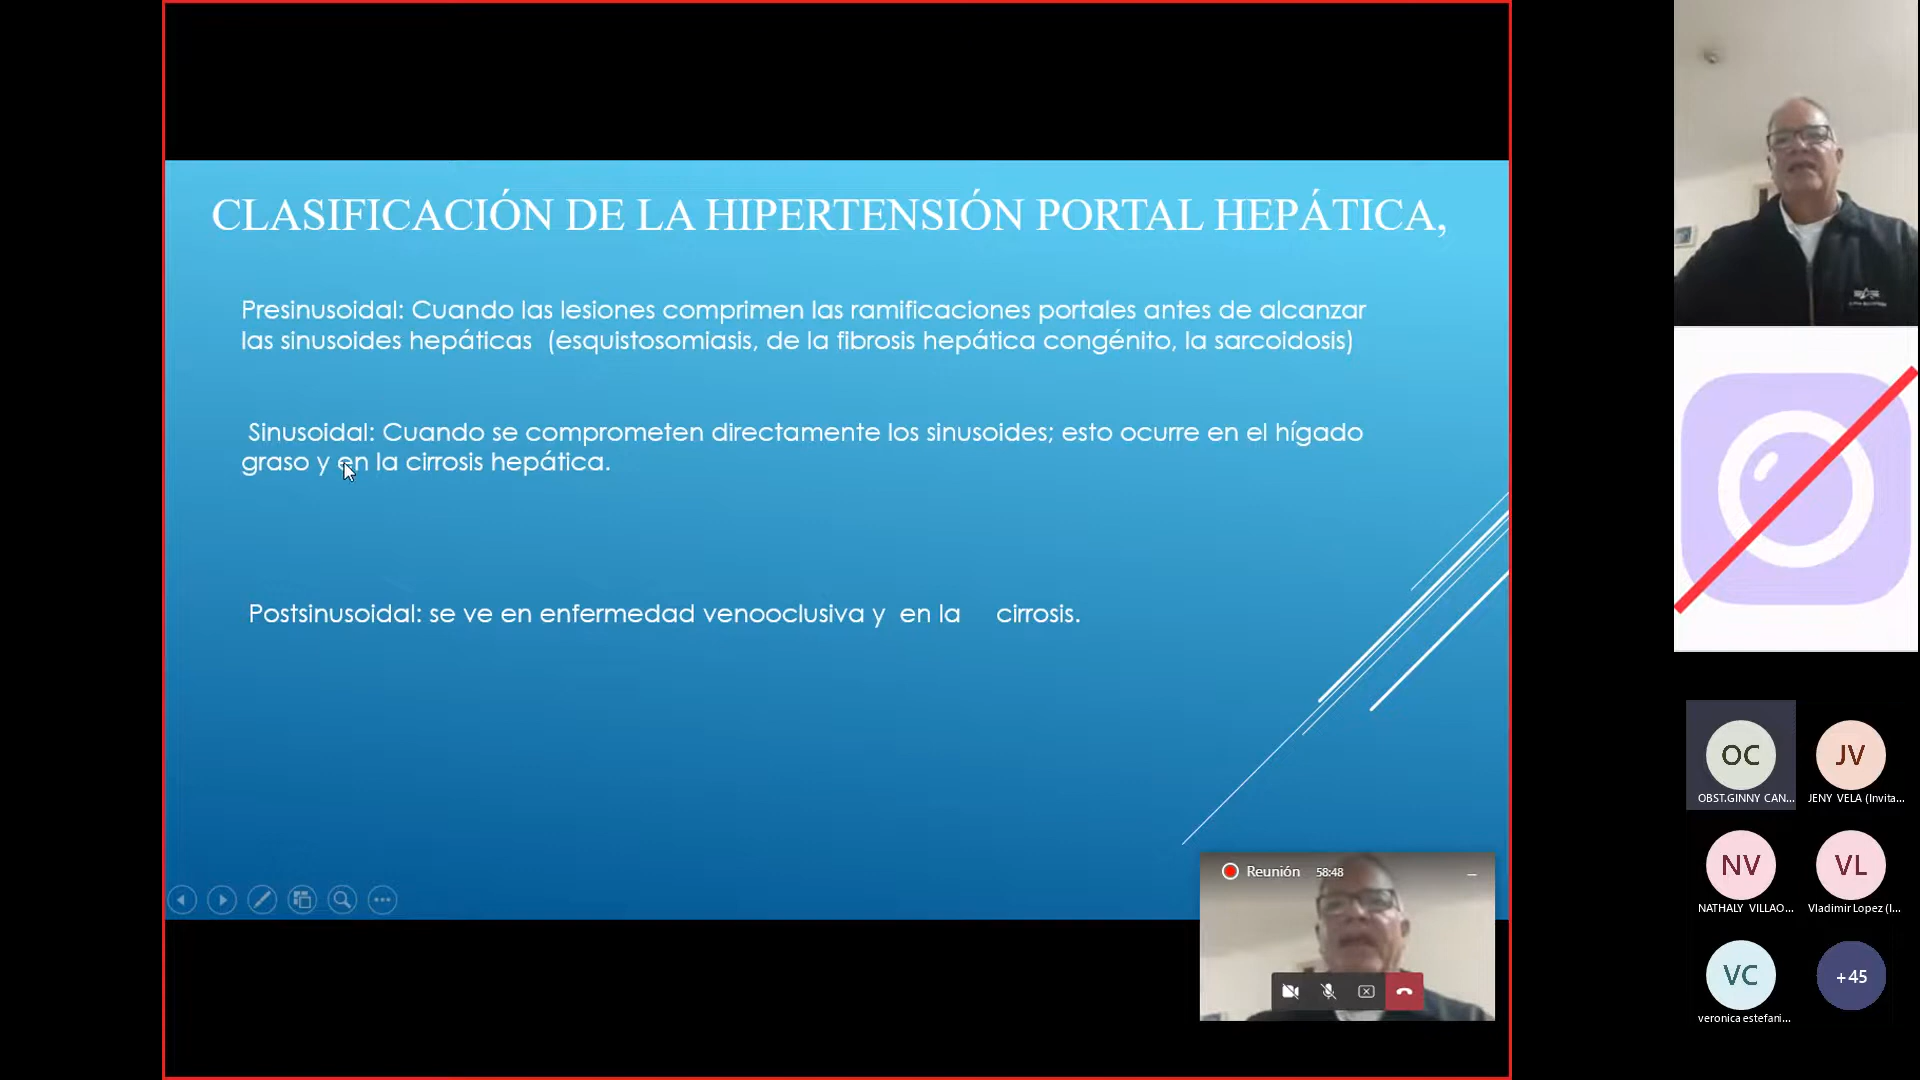 CLASIFICACIÓN DE LA HIPERTENSIÓN PORTAL HEPÁTICA,
Presinusoidal: Cuando las lesiones comprimen las ramificaciones portales antes de alcanzar
las sinusoides hepáticas (esquistosomiasis, de la fibrosis hepática congénito, la sarcoidosis)
Sinusoidal: Cuando se comprometen directamente los sinusoides; esto ocurre en el hígado
graso y en la cirrosis hepática.
Postsinusoidal: se ve en enfermedad venooclusiva y en la cirrosis.
Reunión 58:48
OC
OBST.GINNY CAN...
JV
JENY VELA (Invita...
NV
NATHALY VILLAO...
VL
Vladimir Lopez (I...
VC
veronica estefani...
+45